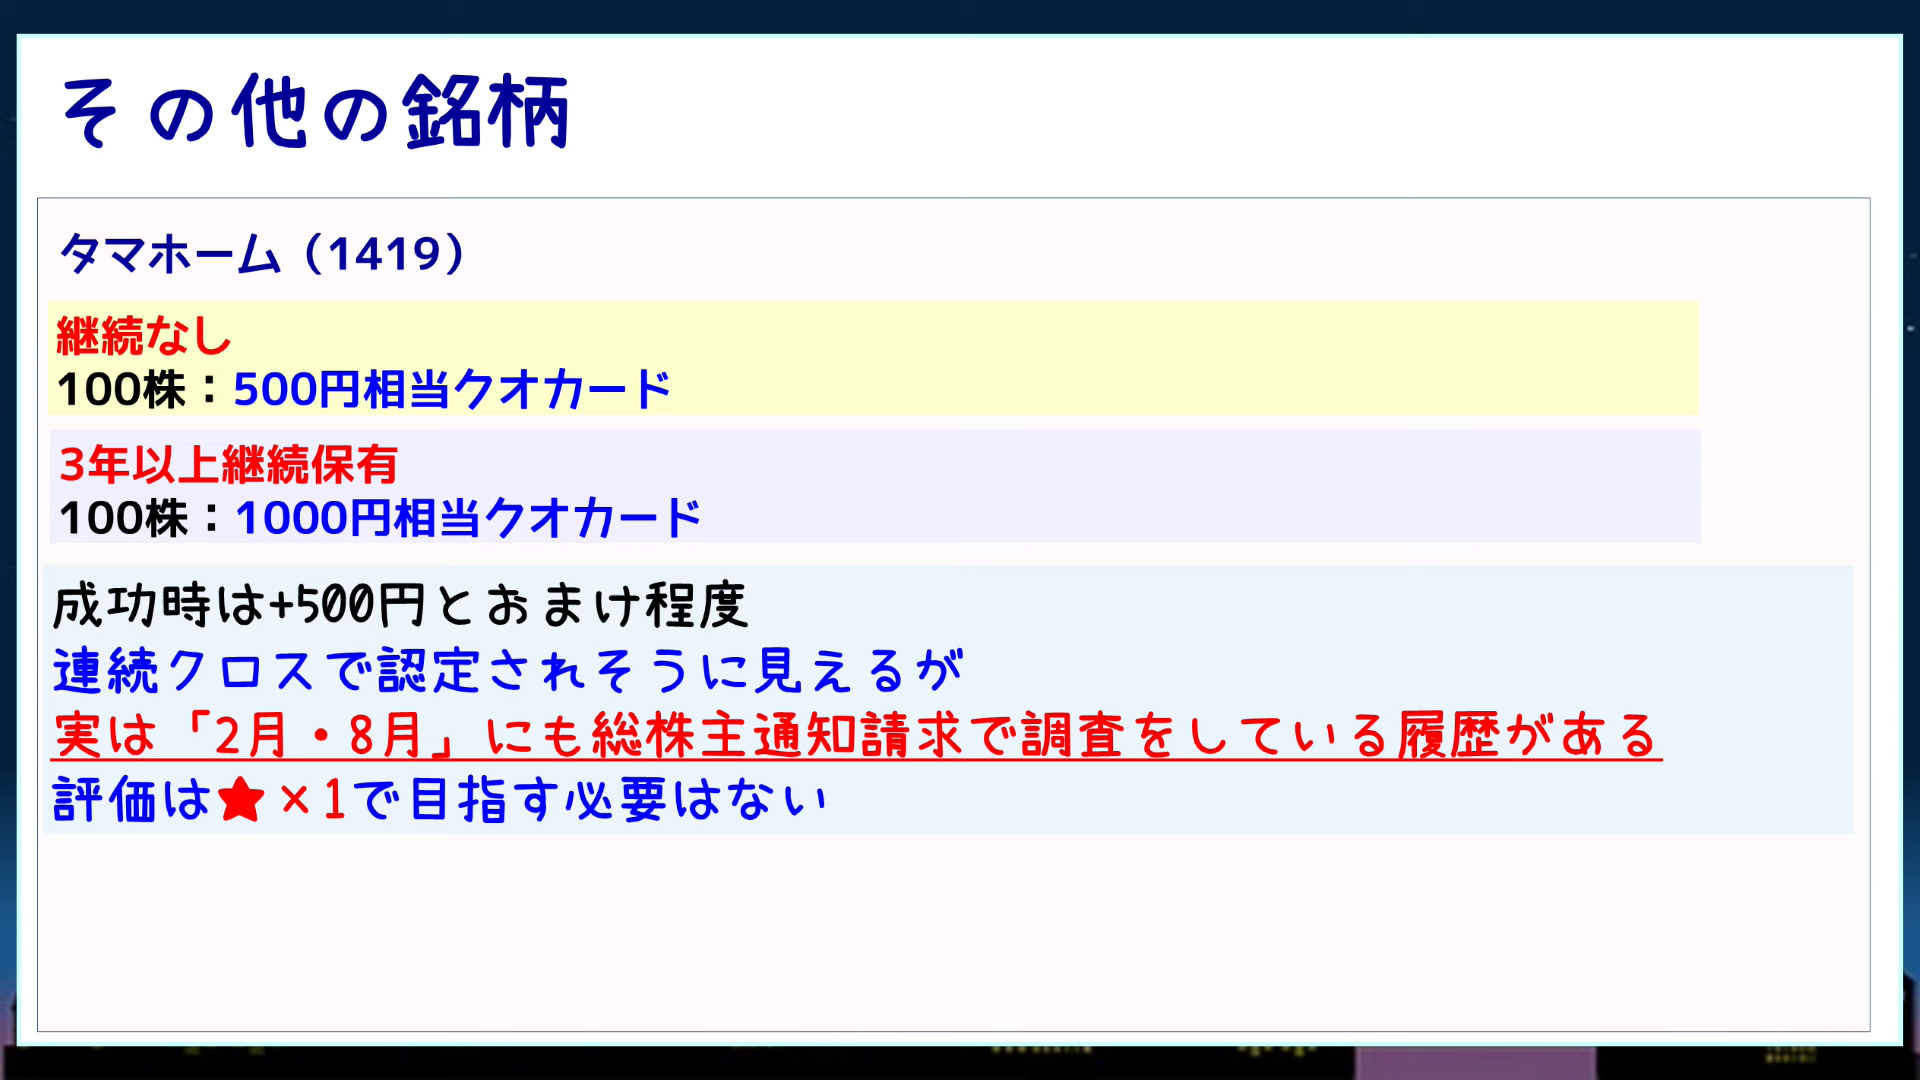 その他の銘柄
タマホーム（1419）
継続なし
100株：500円相当クオカード
3年以上継続保有
100株：1000円相当クオカード
成功時は+500円とおまけ程度
連続クロスで認定されそうに見えるが
実は「2月・8月」にも総株主通知請求で調査をしている履歴がある
評価は★×1で目指す必要はない